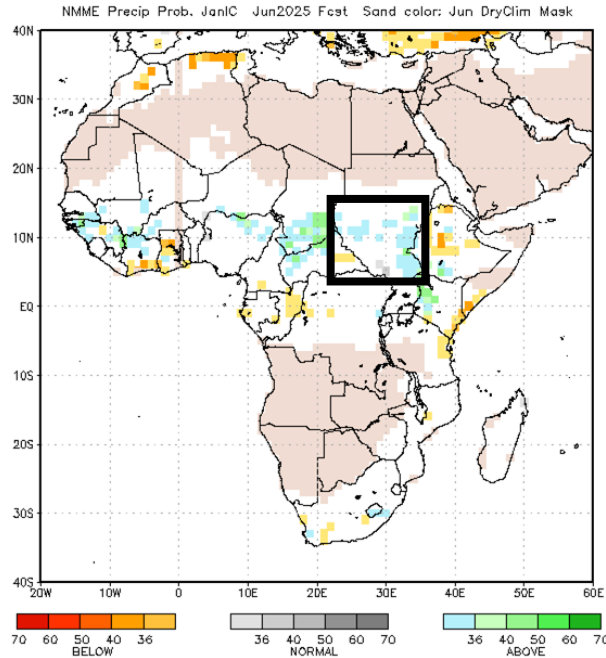 NMME Precip Prob. JanIC Jun2025 Fcst Sand color: Jun DryClim Mask
40N
30N
20N
10N
EQ
10S
20S
30S
40S
20W 10W 0 10E 20E 30E 40E 50E 60E
70 60 50 40 36 36 40 50 60 70 36 40 50 60 70
BELOW NORMAL ABOVE